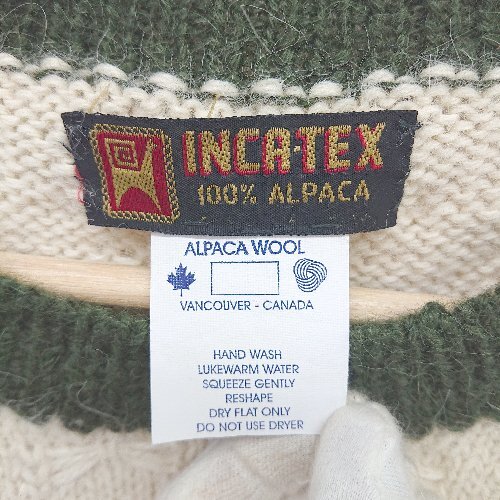 INCA-TEX
100% ALPACA
ALPACA WOOL
VANCOUVER - CANADA
HAND WASH
LUKEWARM WATER
SQUEEZE GENTLY
RESHAPE
DRY FLAT ONLY
DO NOT USE DRYER